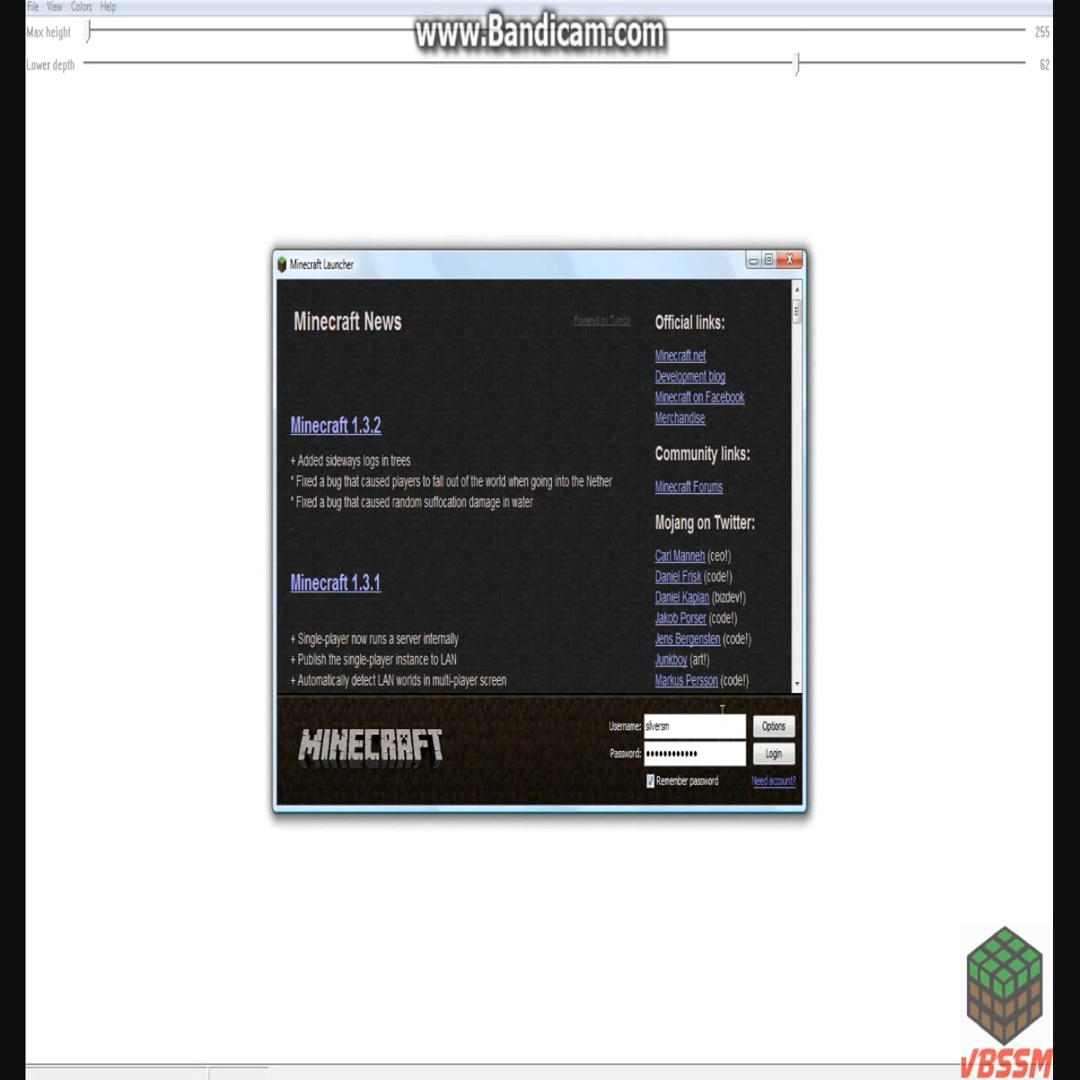 File View Colors Help
www.Bandicam.com
Max height 255
Lower depth 62
Minecraft Launcher
Minecraft News
Powered by Tumblr
Minecraft 1.3.2
+ Added sideways logs in trees
* Fixed a bug that caused players to fall out of the world when going into the Nether
* Fixed a bug that caused random suffocation damage in water
Minecraft 1.3.1
+ Single-player now runs a server internally
+ Publish the single-player instance to LAN
+ Automatically detect LAN worlds in multi-player screen
Official links:
Minecraft.net
Development blog
Minecraft on Facebook
Merchandise
Community links:
Minecraft Forums
Mojang on Twitter:
Carl Manneh (ceo!)
Daniel Frisk (code!)
Daniel Kaplan (bizdev!)
Jakob Porser (code!)
Jens Bergensten (code!)
Junkboy (art!)
Markus Persson (code!)
MINECRAFT
Username: silversm
Options
Password: ••••••••••••
Login
Remember password
Need account?
VBSSM